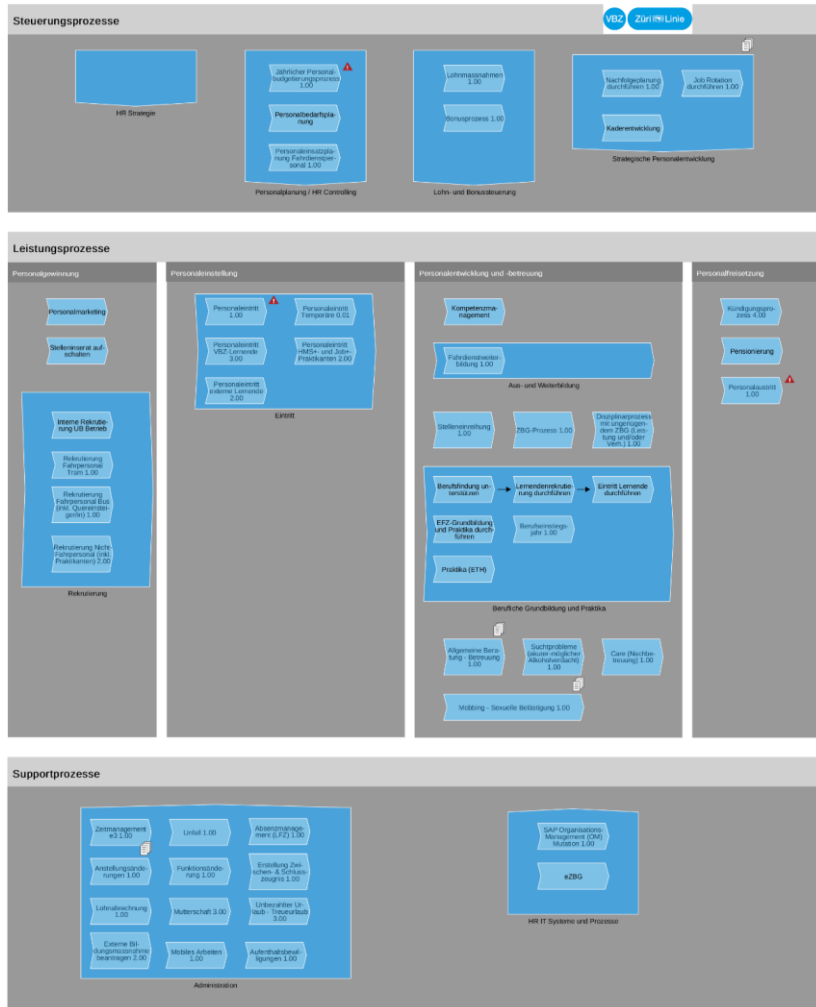 Steuerungsprozesse
VBZ Züri Linie
Jährlicher Personal-
budgetierungsprozess
1.00
Personalbedarfspla-
nung
Personaleinsatzpla-
nung Fahrdienstper-
sonal 1.00
Lohnmassnahmen
1.00
Bonusprozess 1.00
Nachfolgeplanung
durchführen 1.00
Job Rotation
durchführen 1.00
Kaderentwicklung
HR Strategie
Personalplanung / HR Controlling
Lohn- und Bonussteuerung
Strategische Personalentwicklung
Leistungsprozesse
Personalgewinnung
Personalmarketing
Stelleninserat auf-
schalten
Interne Rekrutie-
rung UB Betrieb
Rekrutierung
Fahrpersonal
Tram 1.00
Rekrutierung
Fahrpersonal Bus
(inkl. Quereinstei-
ger/in) 1.00
Rekrutierung Nicht-
Fahrpersonal (inkl.
Praktikanten) 2.00
Rekrutierung
Personaleinstellung
Personaleintritt
1.00
Personaleintritt
Temporäre 0.01
Personaleintritt
VBZ-Lernende
3.00
Personaleintritt
HMS+- und Job+-
Praktikanten 2.00
Personaleintritt
externe Lernende
2.00
Eintritt
Personalentwicklung und -betreuung
Kompetenzma-
nagement
Fahrdienstweiter-
bildung 1.00
Aus- und Weiterbildung
Stelleneinreihung
1.00
ZBG-Prozess 1.00
Disziplinarprozess
mit ungenügen-
dem ZBG (Leis-
tung und/oder
Verh.) 1.00
Berufsfindung un-
terstützen
Lernendenrekrutie-
rung durchführen
Eintritt Lernende
durchführen
EFZ-Grundbildung
und Praktika durch-
führen
Berufseinstiegs-
jahr 1.00
Praktika (ETH)
Berufliche Grundbildung und Praktika
Allgemeine Bera-
tung - Betreuung
1.00
Suchtprobleme
(akuter-möglicher
Alkoholverdacht)
1.00
Care (Nachbe-
treuung) 1.00
Mobbing - Sexuelle Belästigung 1.00
Personalfreisetzung
Kündigungspro-
zess 4.00
Pensionierung
Personalaustritt
1.00
Supportprozesse
Zeitmanagement
e3 1.00
Unfall 1.00
Absenzmanage-
ment (LFZ) 1.00
Anstellungsände-
rungen 1.00
Funktionsände-
rung 1.00
Erstellung Zwi-
schen- & Schluss-
zeugnis 1.00
Lohnabrechnung
1.00
Mutterschaft 3.00
Unbezahlter Ur-
laub - Treueurlaub
3.00
Externe Bil-
dungsmassnahme
beantragen 2.00
Mobiles Arbeiten
1.00
Aufenthaltsbewil-
ligungen 1.00
Administration
SAP Organisations-
Management (OM)
Mutation 1.00
eZBG
HR IT Systeme und Prozesse